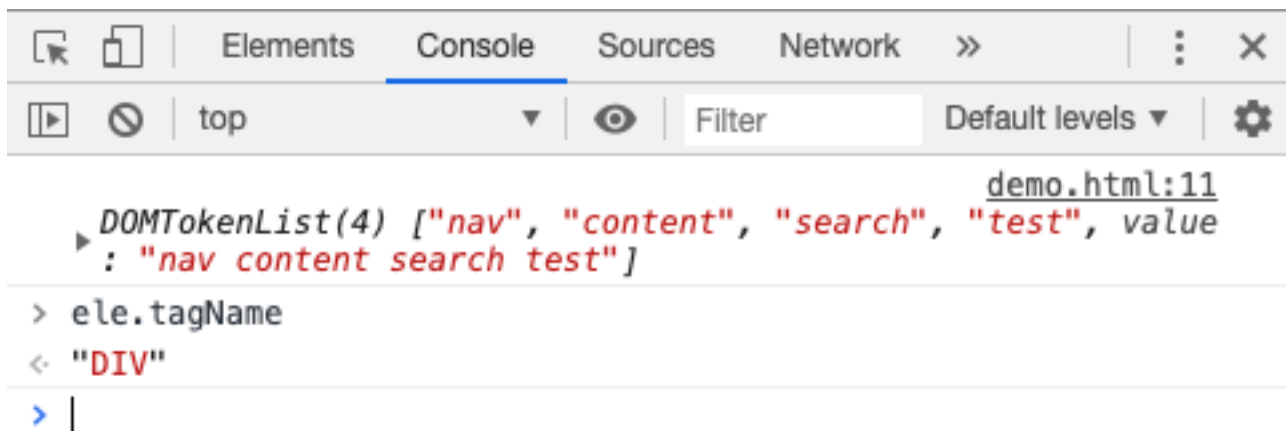 Elements Console Sources Network »
top Filter Default levels
demo.html:11
DOMTokenList(4) ["nav", "content", "search", "test", value
: "nav content search test"]
> ele.tagName
"DIV"
>